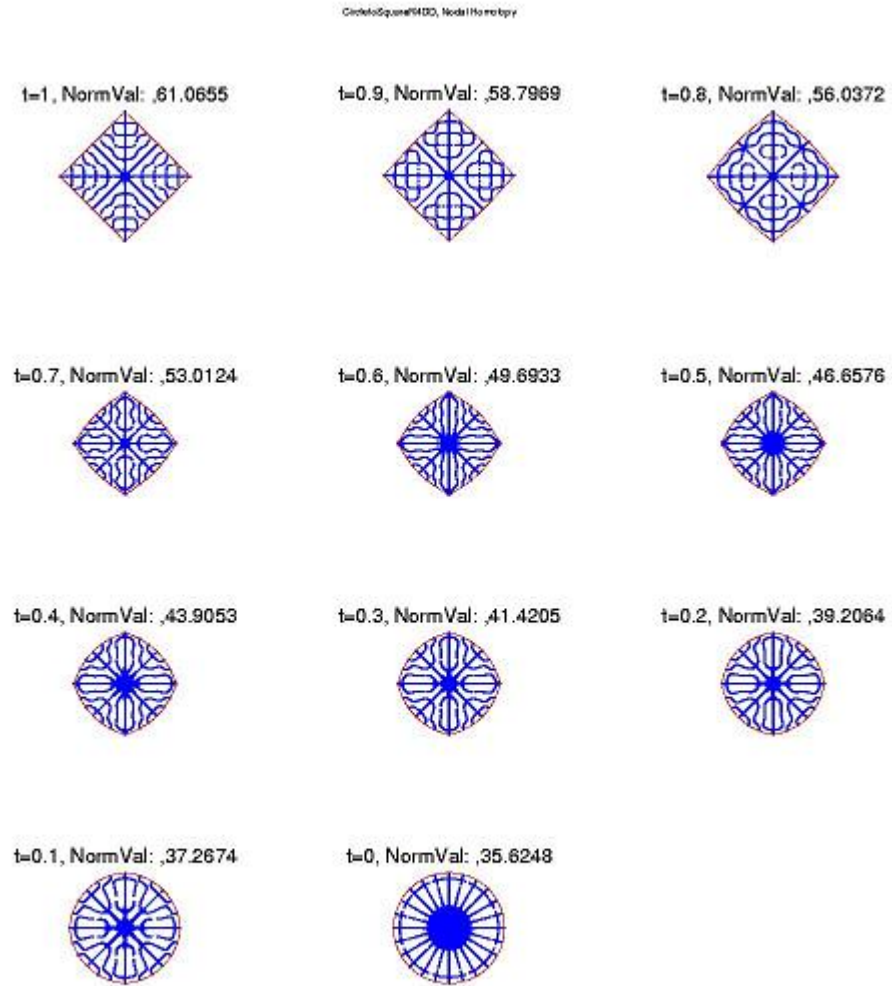 Nodal Homotopy
t=1, NormVal: ,61.0655
t=0.9, NormVal: ,58.7969
t=0.8, NormVal: ,56.0372
t=0.7, NormVal: ,53.0124
t=0.6, NormVal: ,49.6933
t=0.5, NormVal: ,46.6576
t=0.4, NormVal: ,43.9053
t=0.3, NormVal: ,41.4205
t=0.2, NormVal: ,39.2064
t=0.1, NormVal: ,37.2674
t=0, NormVal: ,35.6248